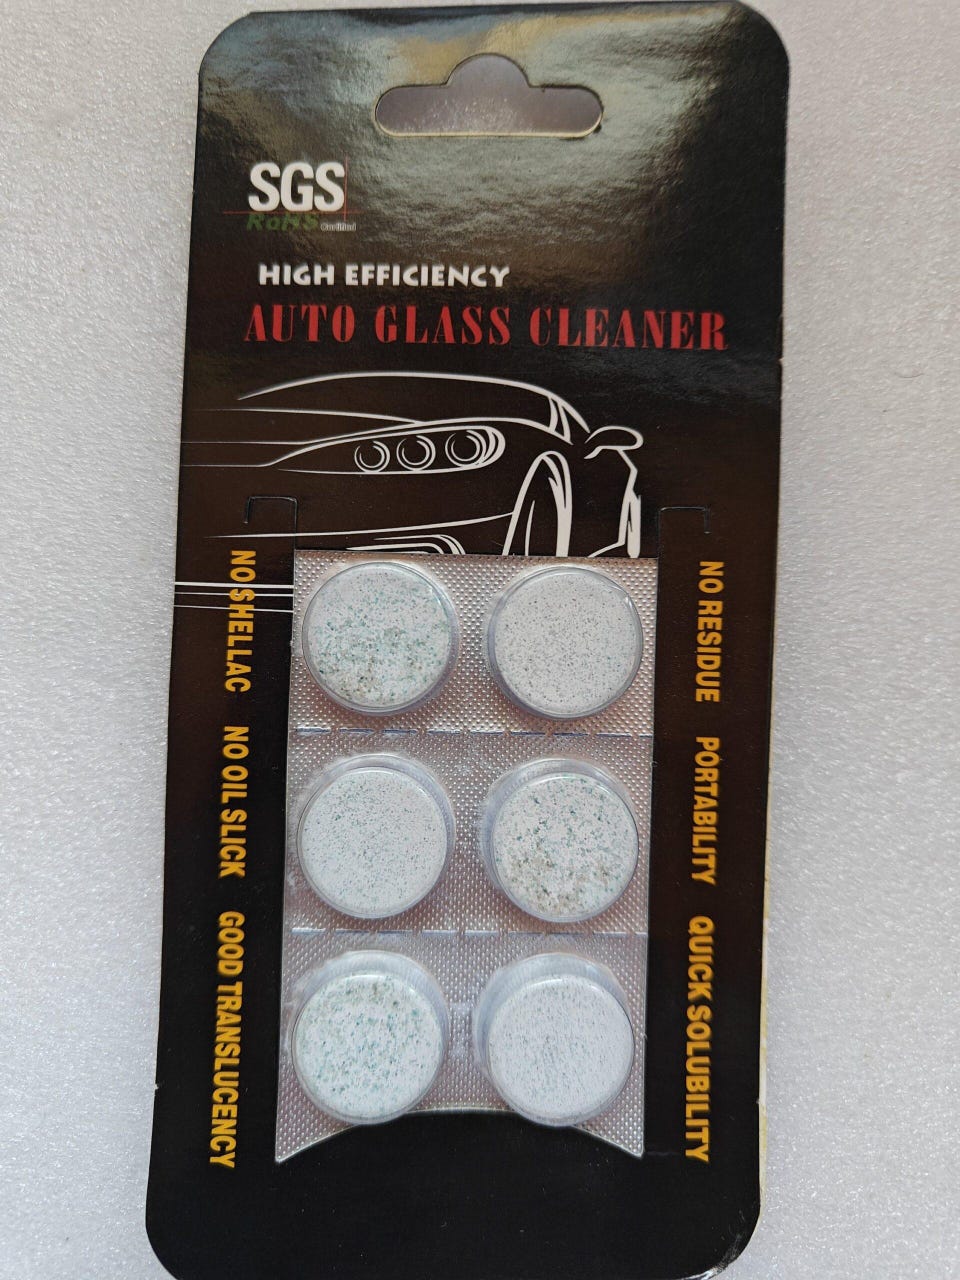 SGS
RoHS Certified
HIGH EFFICIENCY
AUTO GLASS CLEANER
NO SHELLAC NO OIL SLICK GOOD TRANSLUCENCY
NO RESIDUE PORTABILITY QUICK SOLUBILITY